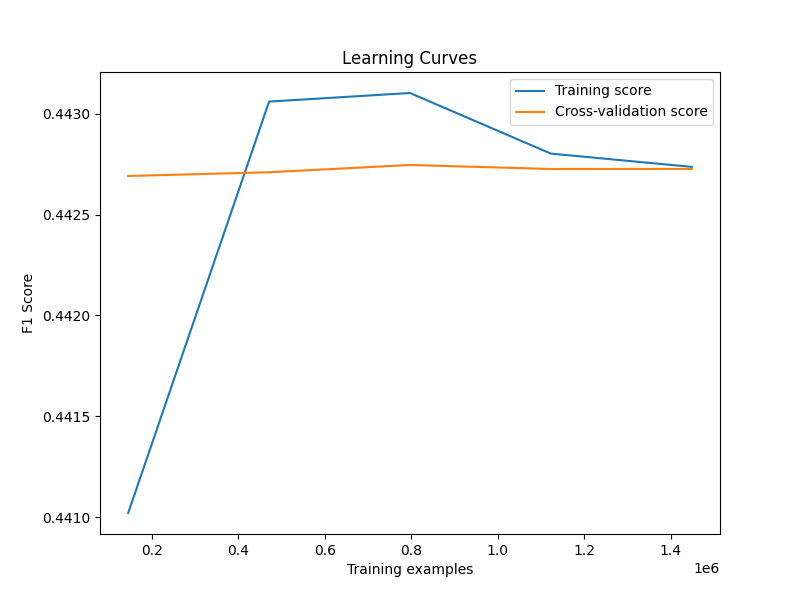 Learning Curves
Training score
Cross-validation score
0.4430
0.4425
0.4420
0.4415
0.4410
F1 Score
0.2 0.4 0.6 0.8 1.0 1.2 1.4
1e6
Training examples